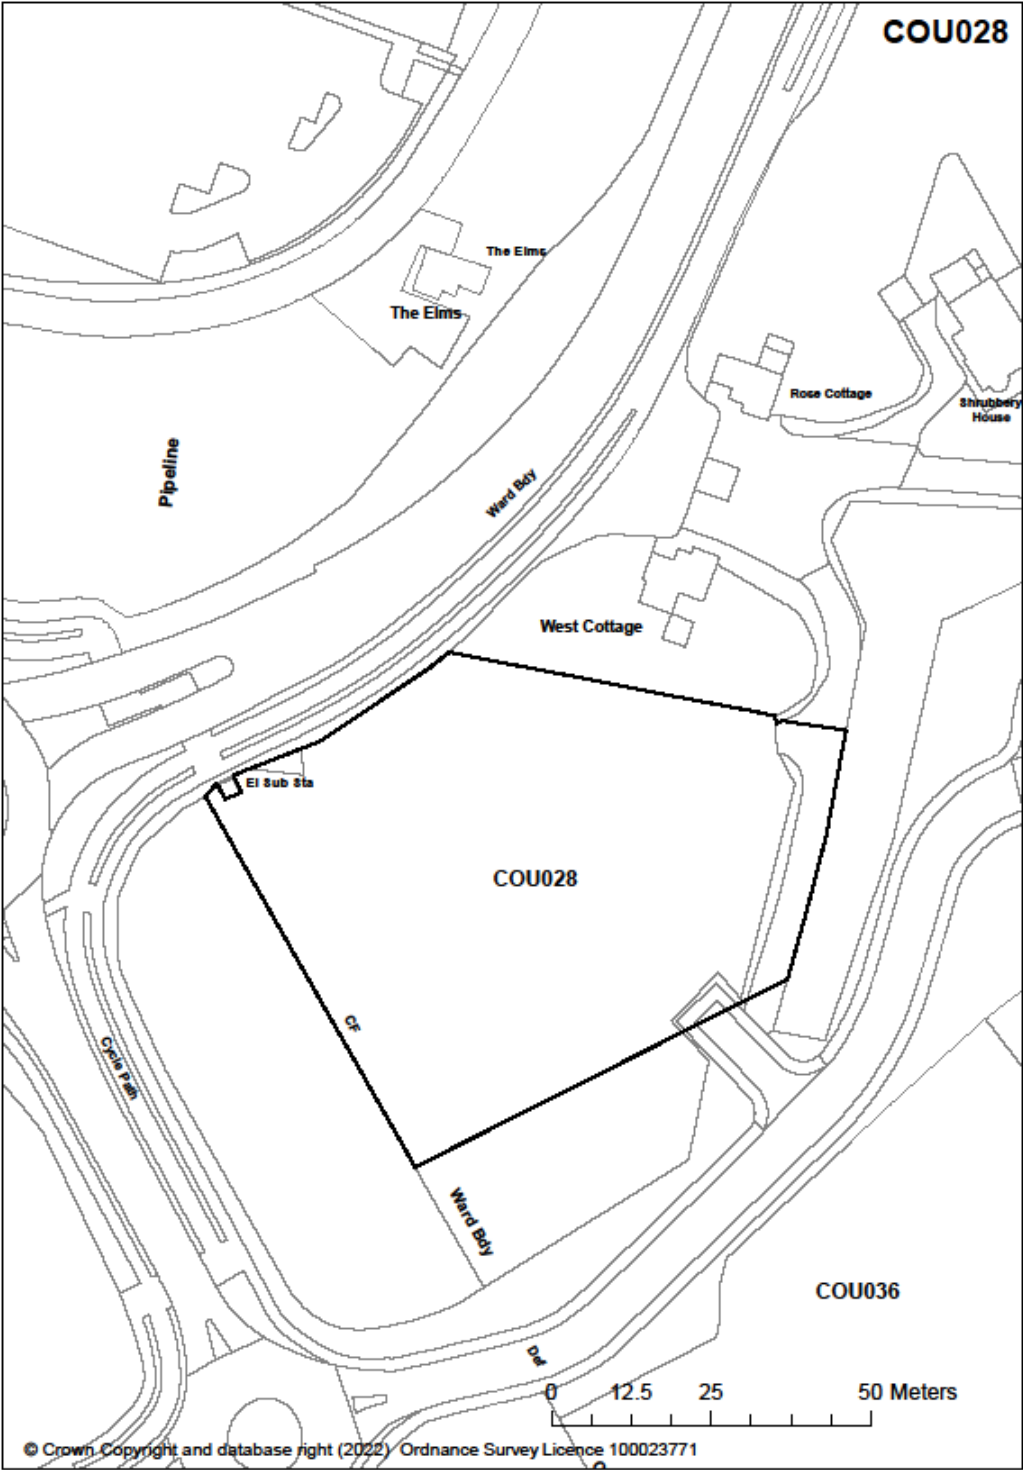 COU028
The Elms
The Elms
Rose Cottage
Shrubbery
House
Pipeline
Ward Bdy
West Cottage
El Sub Sta
COU028
CF
Cycle Path
Ward Bdy
COU036
Def
0 12.5 25 50 Meters
© Crown Copyright and database right (2022) Ordnance Survey Licence 100023771